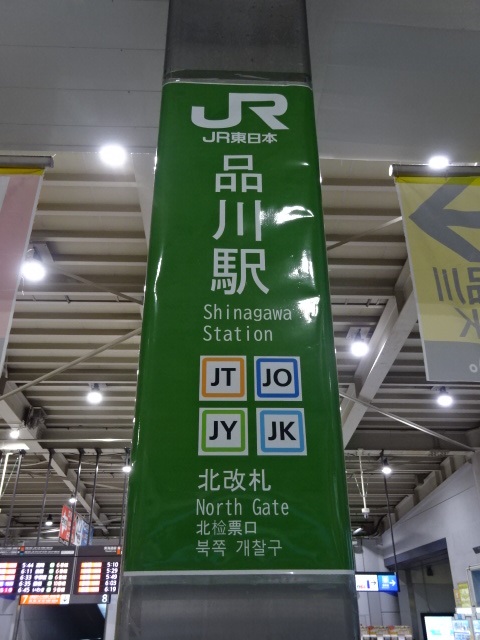 JR
JR東日本
品川駅
Shinagawa
Station
JT JO
JY JK
北改札
North Gate
北检票口
북쪽 개찰구